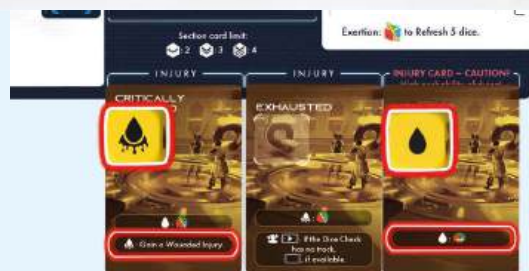 Section card limit:
:2 :3 :4
Exertion: to Refresh 5 dice.
INJURY
INJURY
INJURY CARD – CAUTION!
CRITICALLY
EXHAUSTED
: Gain a Wounded Injury
: If the Dice Check
has no track.
, if available.